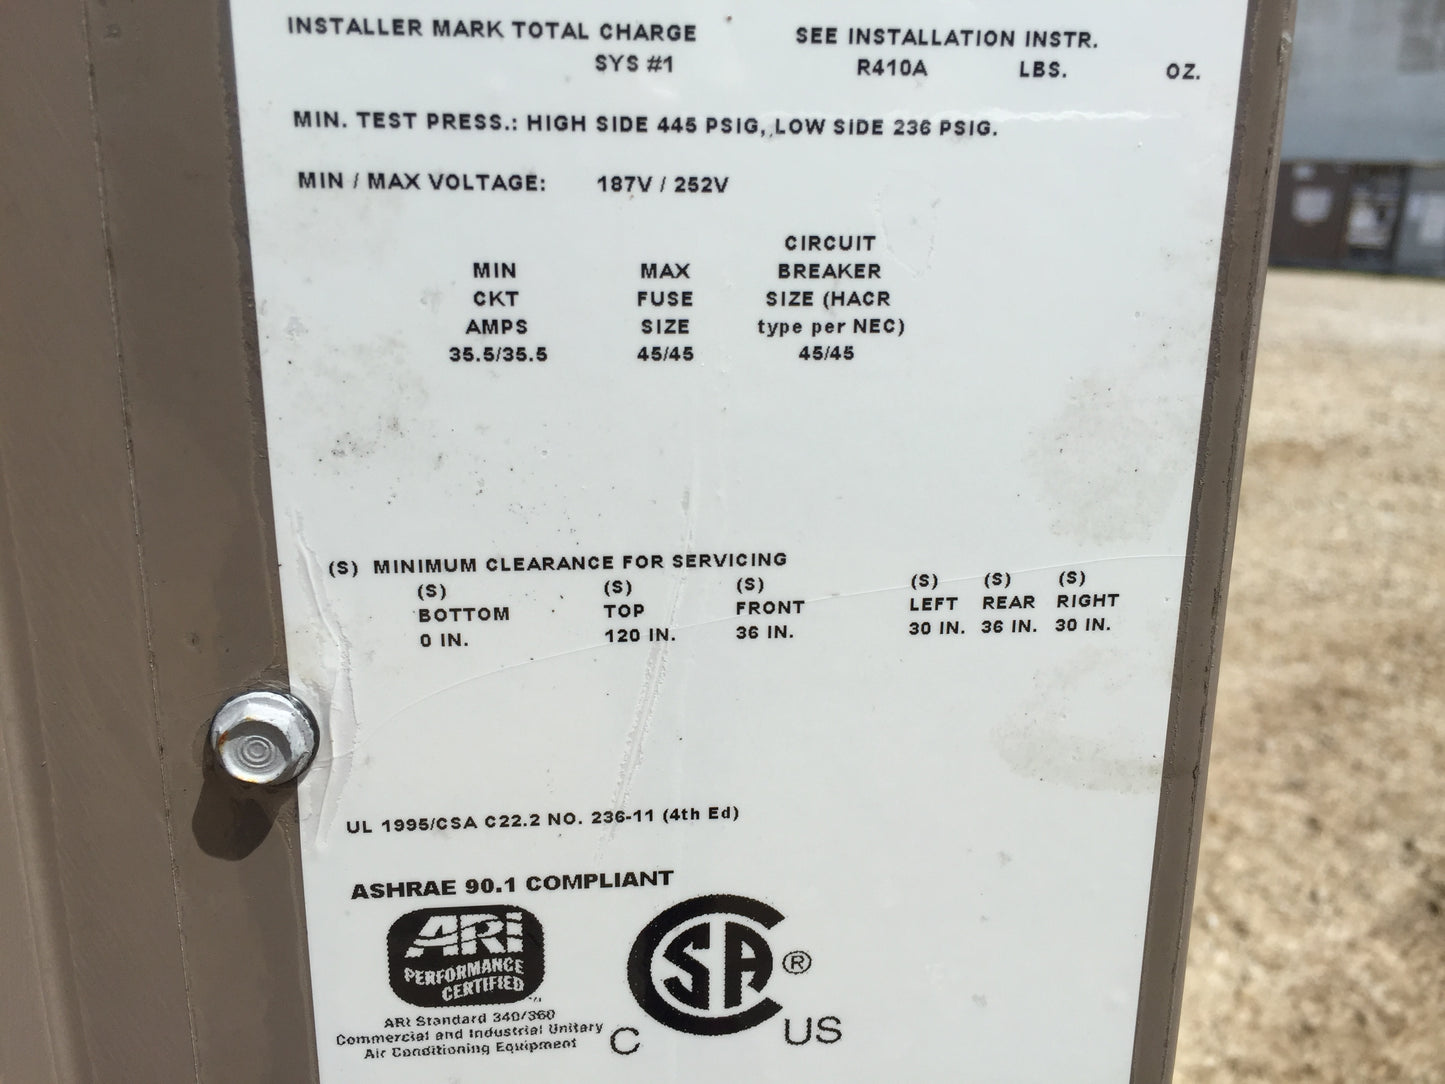 INSTALLER MARK TOTAL CHARGE SEE INSTALLATION INSTR.
SYS #1 R410A LBS. OZ.
MIN. TEST PRESS.: HIGH SIDE 445 PSIG, LOW SIDE 236 PSIG.
MIN / MAX VOLTAGE: 187V / 252V
CIRCUIT
MIN MAX BREAKER
CKT FUSE SIZE (HACR
AMPS SIZE type per NEC)
35.5/35.5 45/45 45/45
(S) MINIMUM CLEARANCE FOR SERVICING
(S) (S) (S) (S) (S) (S)
BOTTOM TOP FRONT LEFT REAR RIGHT
0 IN. 120 IN. 36 IN. 30 IN. 36 IN. 30 IN.
UL 1995/CSA C22.2 NO. 236-11 (4th Ed)
ASHRAE 90.1 COMPLIANT
ARi
PERFORMANCE
CERTIFIED
ARI Standard 340/360
Commercial and Industrial Unitary
Air Conditioning Equipment
CSA ®
C US